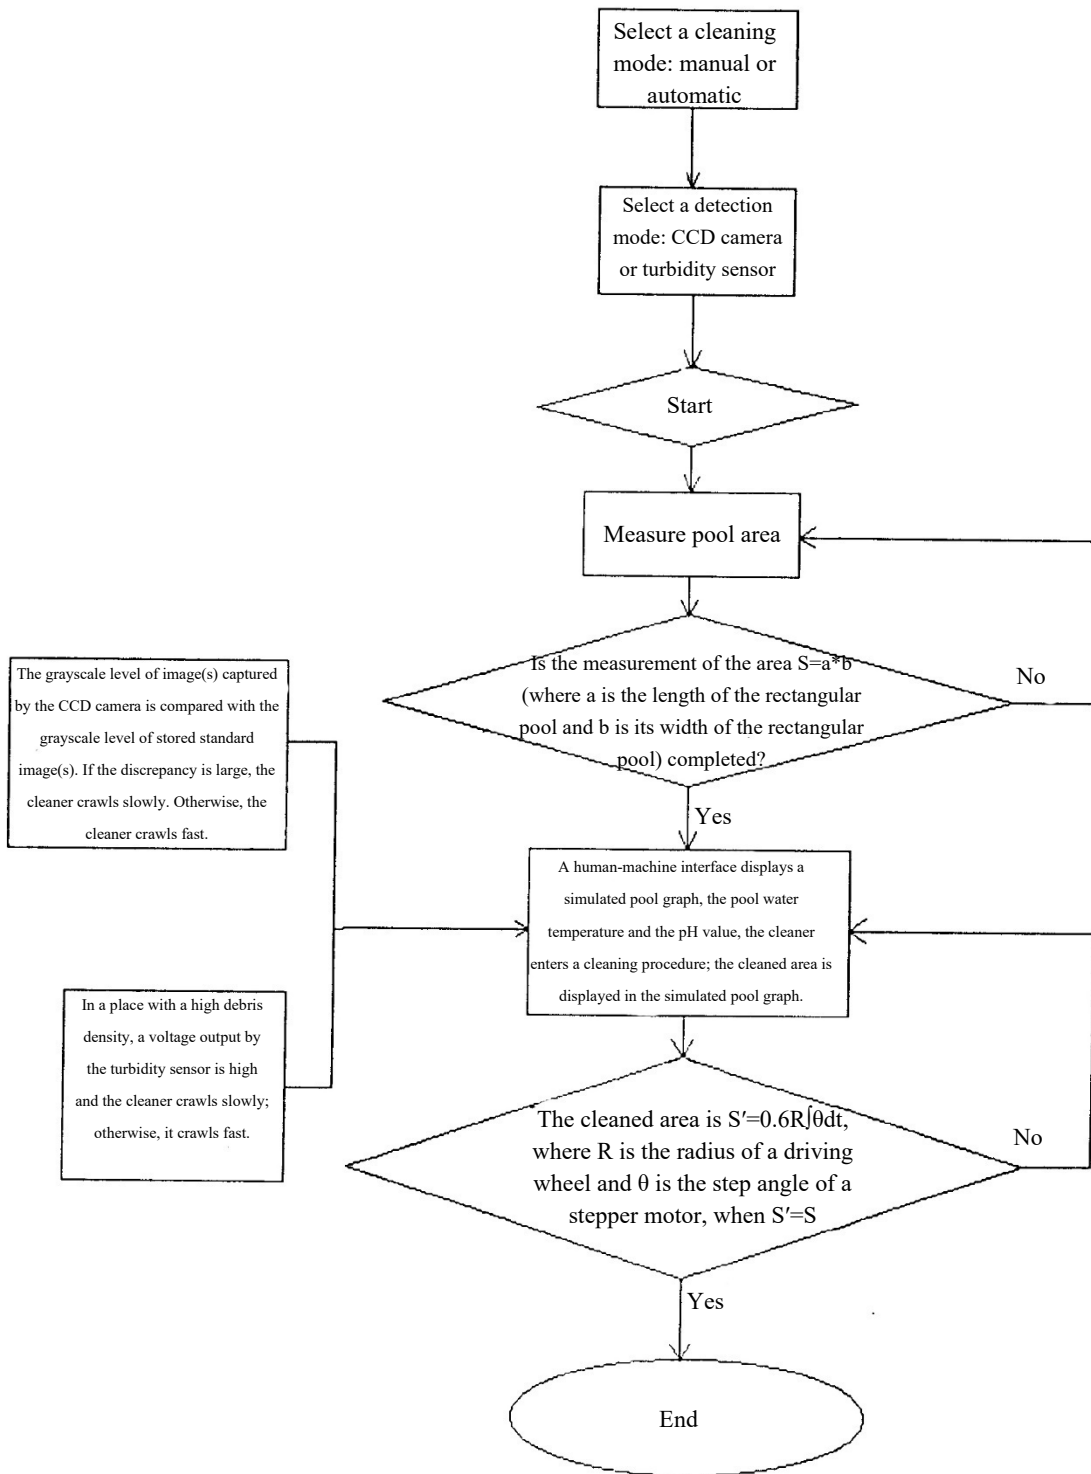 Select a cleaning
mode: manual or
automatic
Select a detection
mode: CCD camera
or turbidity sensor
Start
Measure pool area
Is the measurement of the area S=a*b
(where a is the length of the rectangular
pool and b is its width of the rectangular
pool) completed?
No
Yes
The grayscale level of image(s) captured
by the CCD camera is compared with the
grayscale level of stored standard
image(s). If the discrepancy is large, the
cleaner crawls slowly. Otherwise, the
cleaner crawls fast.
A human-machine interface displays a
simulated pool graph, the pool water
temperature and the pH value, the cleaner
enters a cleaning procedure; the cleaned area is
displayed in the simulated pool graph.
In a place with a high debris
density, a voltage output by
the turbidity sensor is high
and the cleaner crawls slowly;
otherwise, it crawls fast.
The cleaned area is S′=0.6R∫θdt,
where R is the radius of a driving
wheel and θ is the step angle of a
stepper motor, when S′=S
No
Yes
End